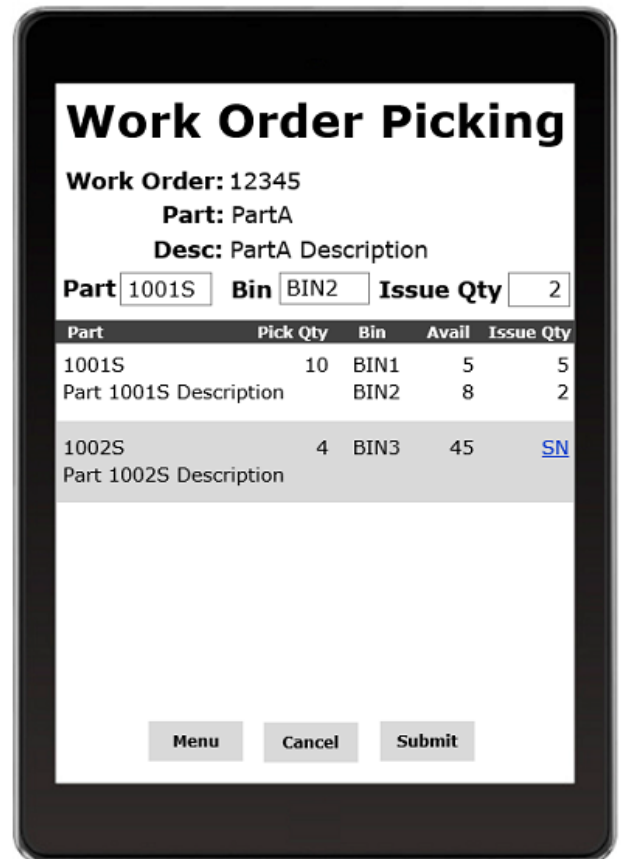 Work Order Picking
Work Order: 12345
Part: PartA
Desc: PartA Description
Part 1001S Bin BIN2 Issue Qty 2
Part Pick Qty Bin Avail Issue Qty
1001S 10 BIN1 5 5
Part 1001S Description BIN2 8 2
1002S 4 BIN3 45 SN
Part 1002S Description
Menu Cancel Submit